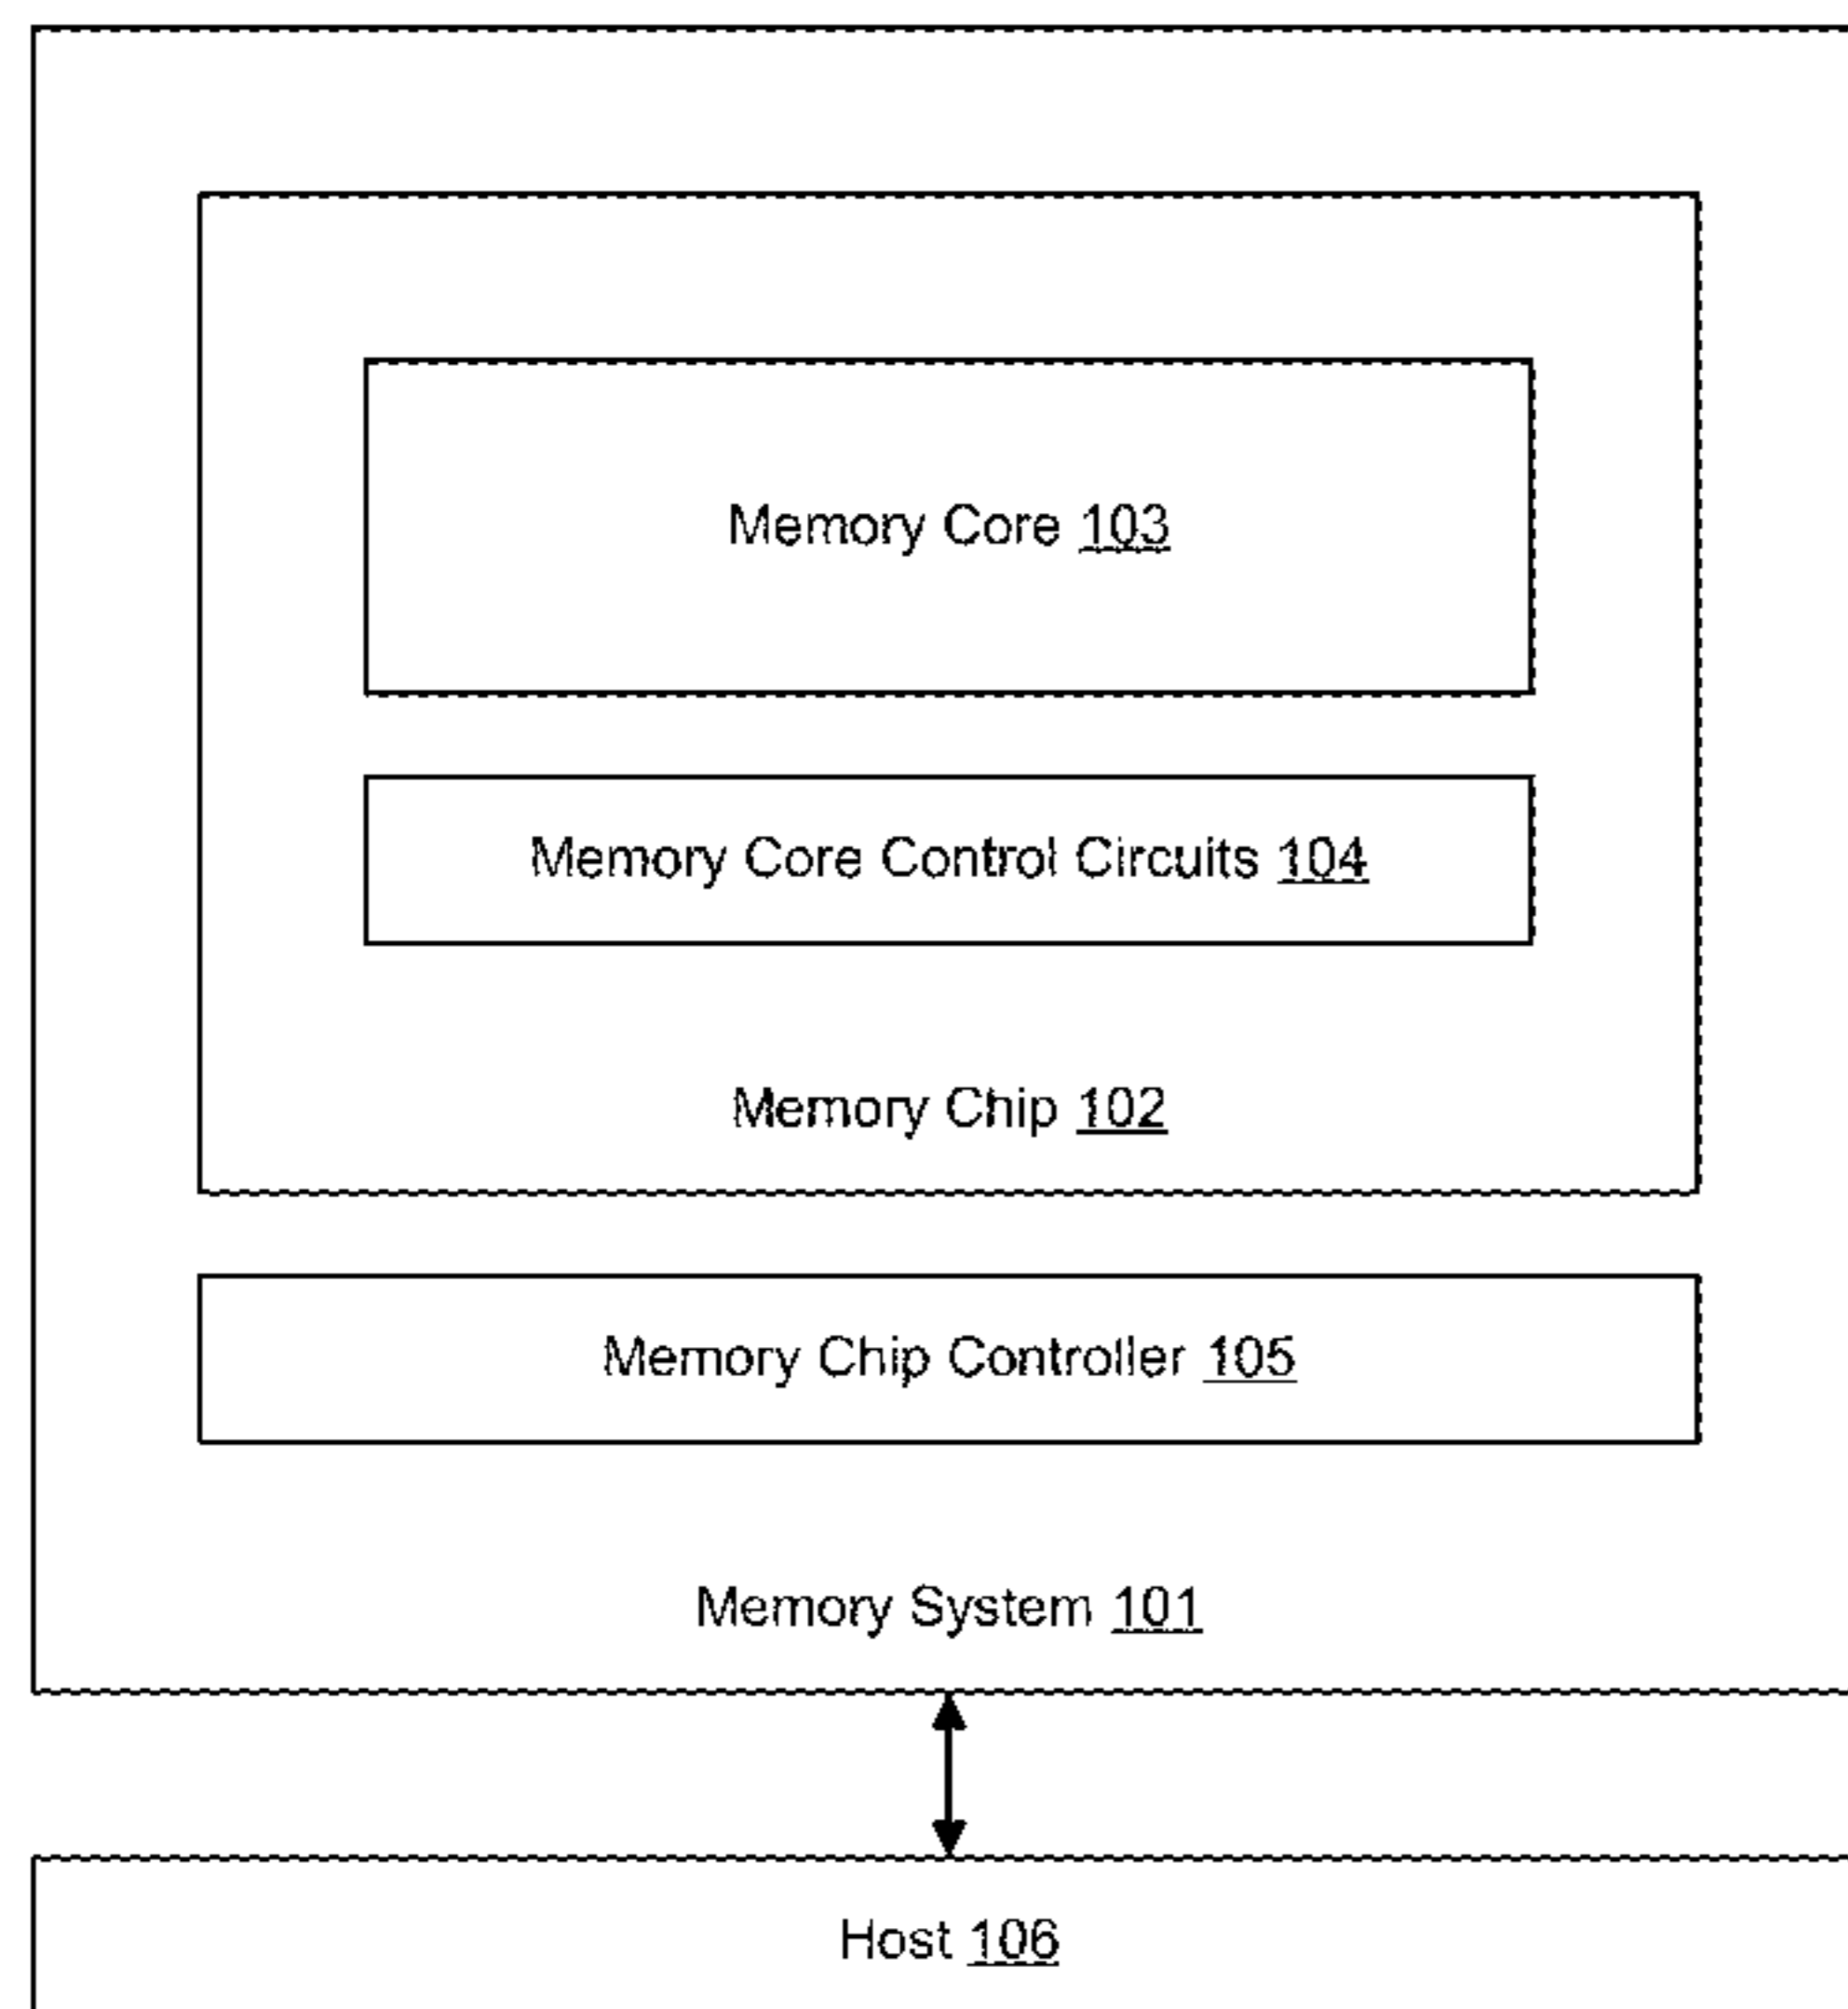 Memory Core 103
Memory Core Control Circuits 104
Memory Chip 102
Memory Chip Controller 105
Memory System 101
Host 106